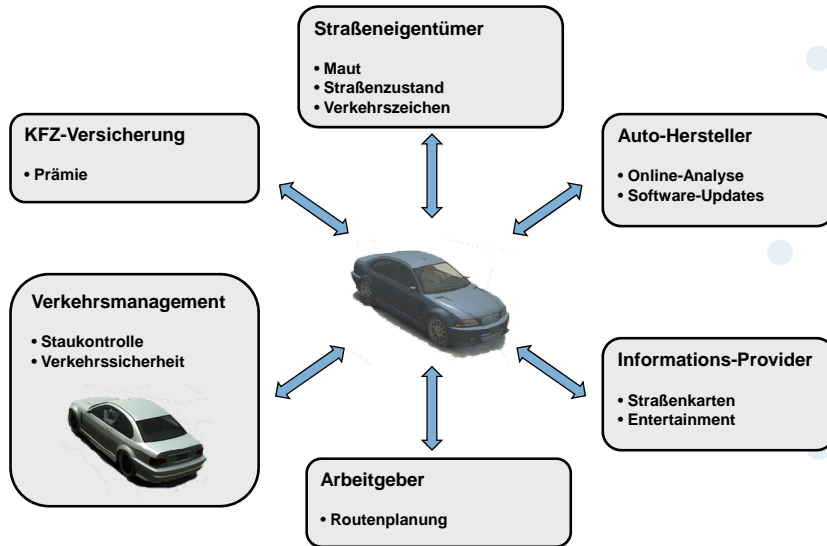 Straßeneigentümer
• Maut
• Straßenzustand
• Verkehrszeichen
KFZ-Versicherung
• Prämie
Auto-Hersteller
• Online-Analyse
• Software-Updates
Verkehrsmanagement
• Staukontrolle
• Verkehrssicherheit
Informations-Provider
• Straßenkarten
• Entertainment
Arbeitgeber
• Routenplanung